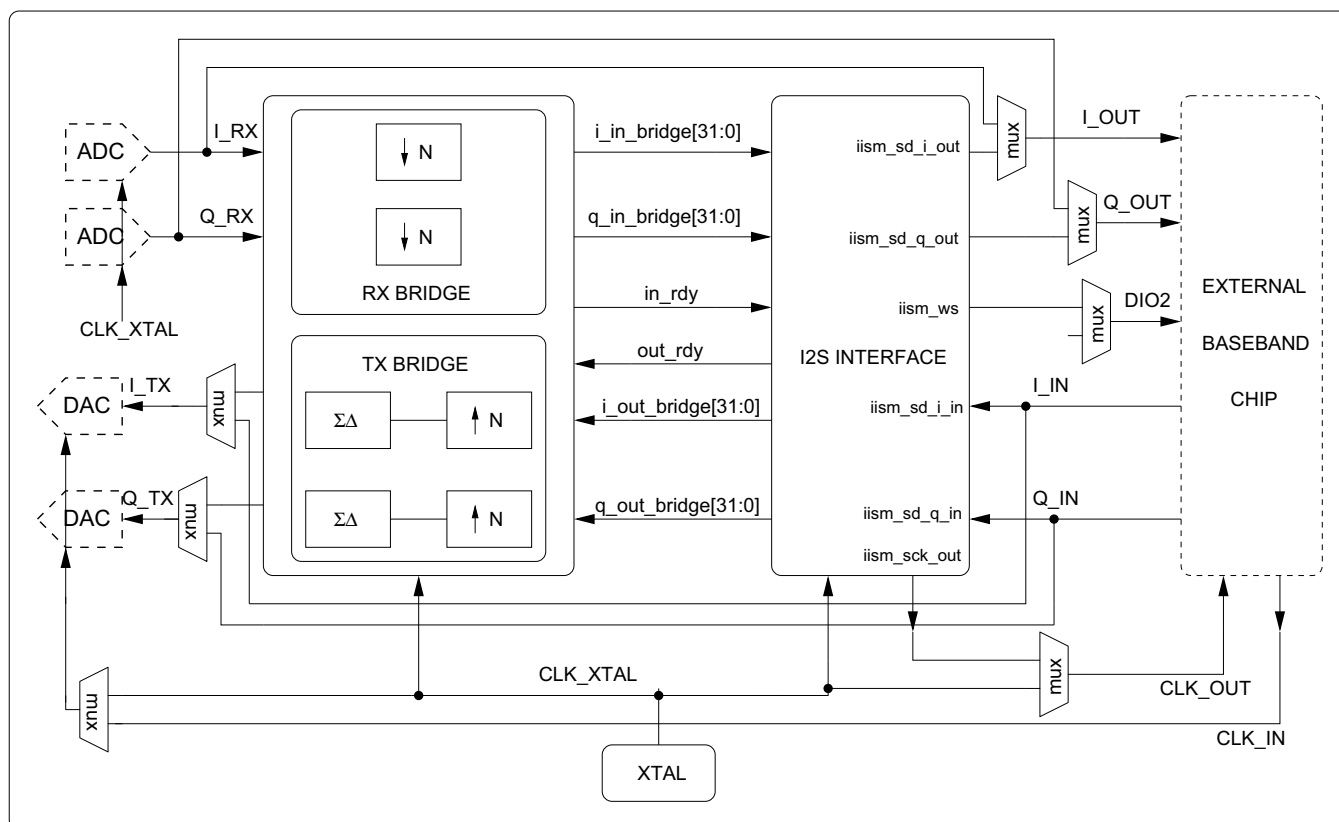 I_RX
i_in_bridge[31:0]
I_OUT
ADC
N
iism_sd_i_out
mux
Q_RX
q_in_bridge[31:0]
Q_OUT
ADC
N
iism_sd_q_out
mux
RX BRIDGE
in_rdy
iism_ws
DIO2
mux
EXTERNAL
BASEBAND
CHIP
CLK_XTAL
TX BRIDGE
out_rdy
I2S INTERFACE
I_TX
DAC
mux
ΣΔ
N
i_out_bridge[31:0]
iism_sd_i_in
I_IN
Q_TX
DAC
mux
ΣΔ
N
q_out_bridge[31:0]
iism_sd_q_in
Q_IN
iism_sck_out
mux
CLK_XTAL
mux
CLK_OUT
CLK_IN
XTAL